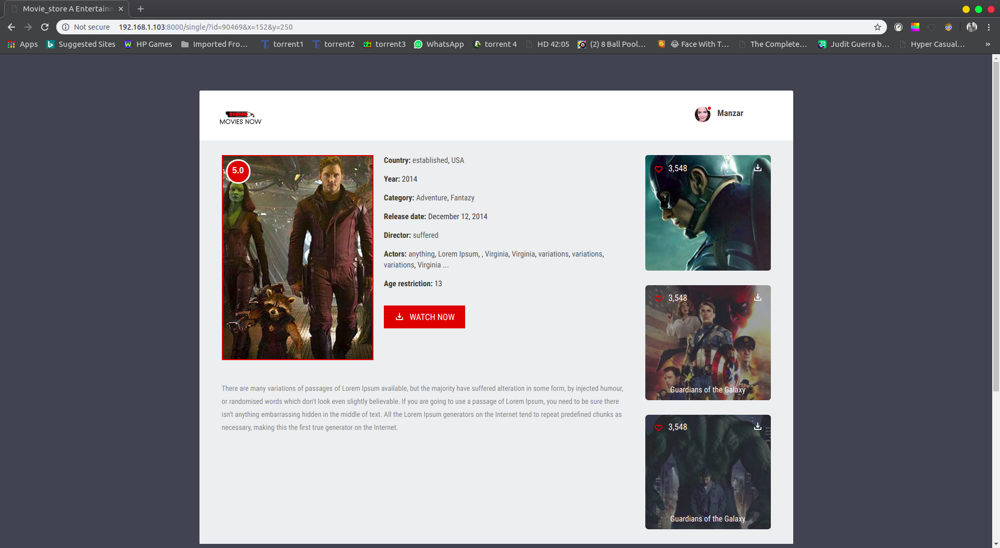 Movie_store A Entertainm
Not secure 192.168.1.103:8000/single/?id=90469&x=152&y=250
Apps Suggested Sites HP Games Imported Fro... torrent1 torrent2 torrent3 WhatsApp torrent 4 HD 42:05 (2) 8 Ball Pool... 😂 Face With T... The Complete... Judit Guerra b... Hyper Casual... »
MOVIES NOW
Manzar
5.0
Country: established, USA
Year: 2014
Category: Adventure, Fantazy
Release date: December 12, 2014
Director: suffered
Actors: anything, Lorem Ipsum, , Virginia, Virginia, variations, variations,
variations, Virginia ...
Age restriction: 13
WATCH NOW
There are many variations of passages of Lorem Ipsum available, but the majority have suffered alteration in some form, by injected humour,
or randomised words which don't look even slightly believable. If you are going to use a passage of Lorem Ipsum, you need to be sure there
isn't anything embarrassing hidden in the middle of text. All the Lorem Ipsum generators on the Internet tend to repeat predefined chunks as
necessary, making this the first true generator on the Internet.
3,548
3,548
Guardians of the Galaxy
3,548
Guardians of the Galaxy